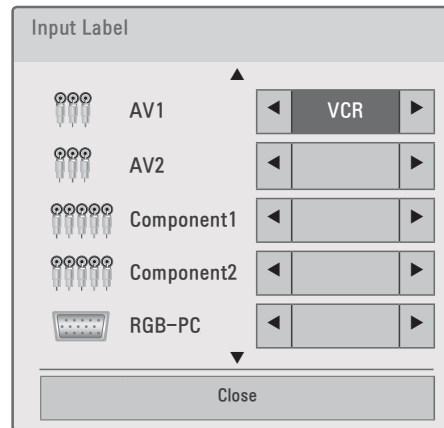 Input Label
AV1 VCR
AV2
Component1
Component2
RGB-PC
Close